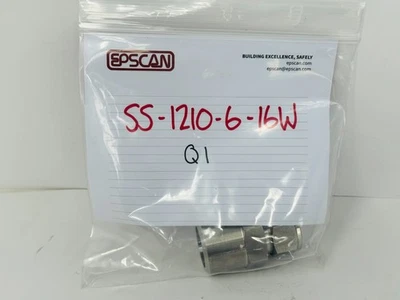 EPSCAN
BUILDING EXCELLENCE, SAFELY
epscan.com
epscan@epscan.com
SS-1210-6-16W
Q1